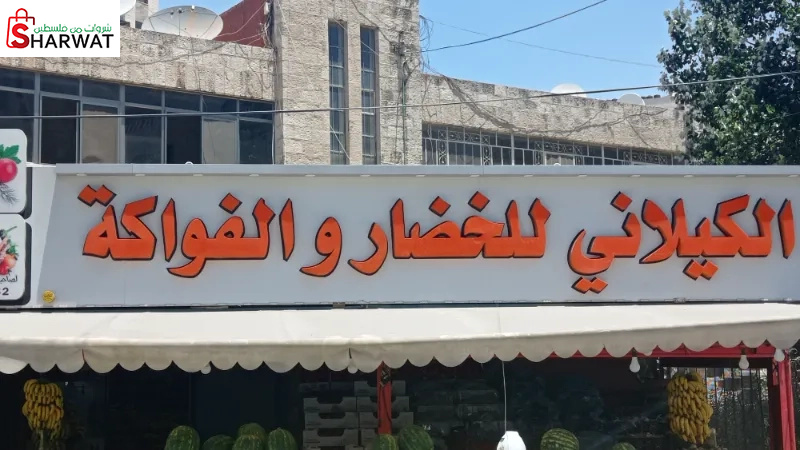 شروات من فلسطين
SHARWAT
الكيلاني للخضار و الفواكة